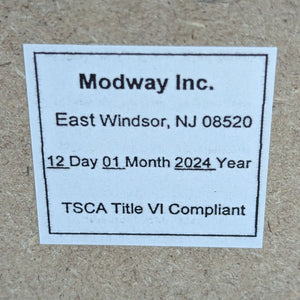 Modway Inc.
East Windsor, NJ 08520
12 Day 01 Month 2024 Year
TSCA Title VI Compliant